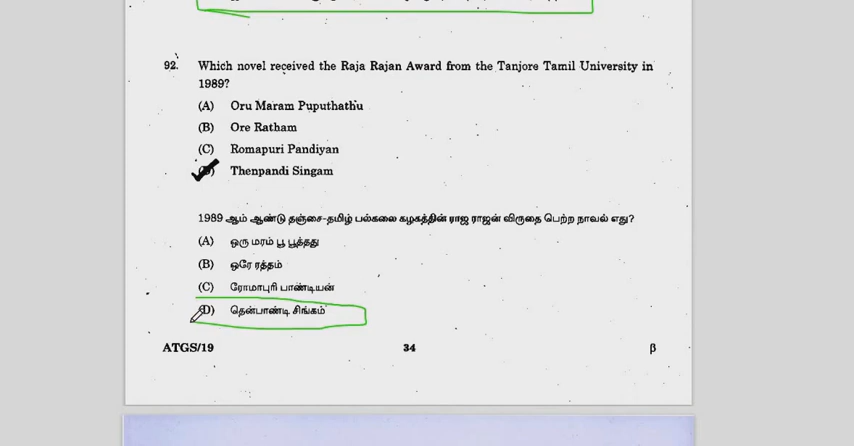 92. Which novel received the Raja Rajan Award from the Tanjore Tamil University in
1989?
(A) Oru Maram Puputhathu
(B) Ore Ratham
(C) Romapuri Pandiyan
(D) Thenpandi Singam
1989 ஆம் ஆண்டு தஞ்சை-தமிழ் பல்கலை கழகத்தின் ராஜ ராஜன் விருதை பெற்ற நாவல் எது?
(A) ஒரு மரம் பூ பூத்தது
(B) ஒரே ரத்தம்
(C) ரோமாபுரி பாண்டியன்
(D) தென்பாண்டி சிங்கம்
ATGS/19 34 β